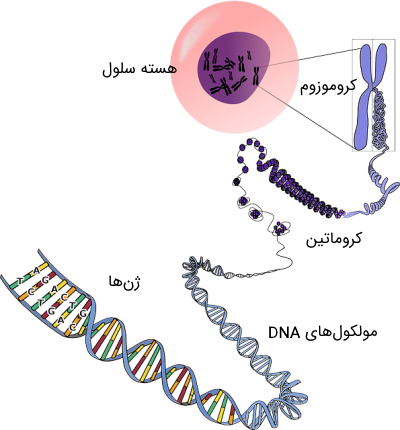 هسته سلول
کروموزوم
کروماتین
ژن‌ها
مولکول‌های DNA
T A
C G
A
T C
G T
A G
C